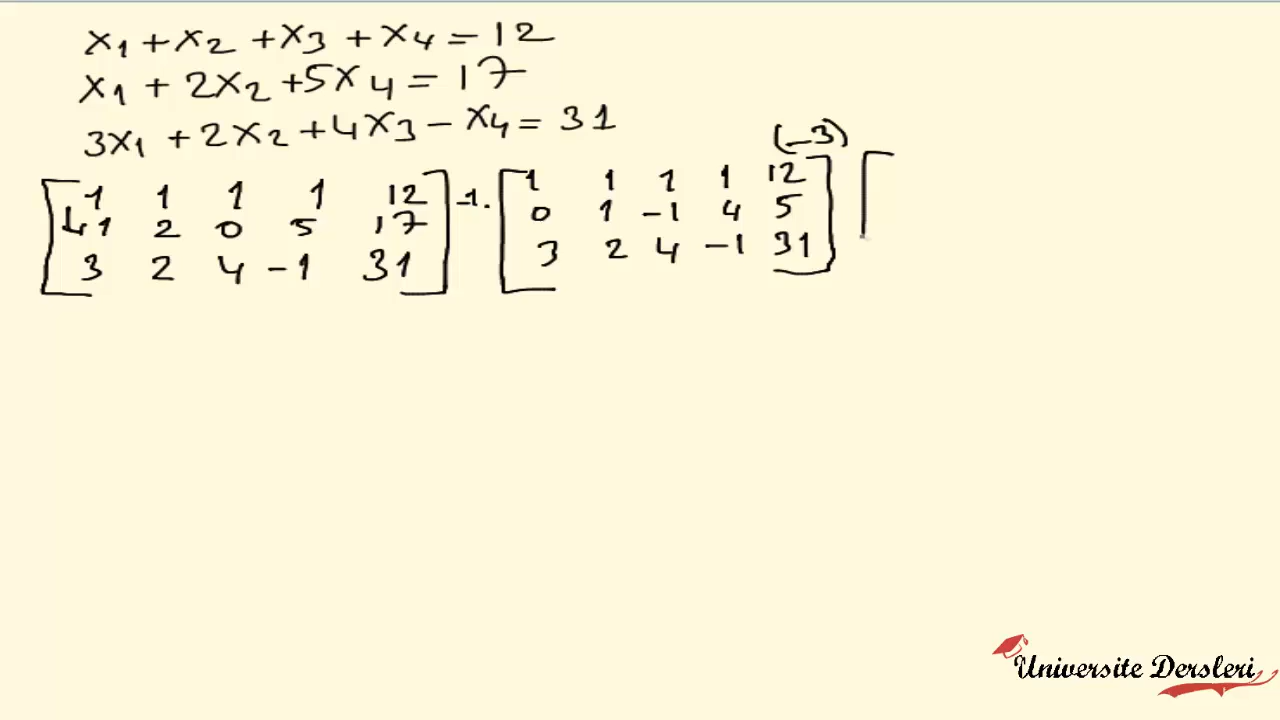 x₁ + x₂ + x₃ + x₄ = 12
x₁ + 2x₂ + 5x₄ = 17
3x₁ + 2x₂ + 4x₃ - x₄ = 31
(-3)
1 1 1 1 12 -1. 1 1 1 1 12
1 2 0 5 17 0 1 -1 4 5
3 2 4 -1 31 3 2 4 -1 31
Üniversite Dersleri